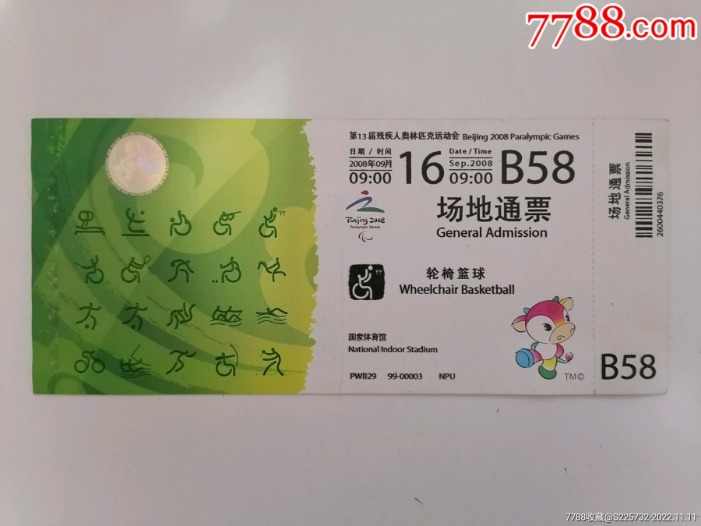 7788.com
第13届残疾人奥林匹克运动会 Beijing 2008 Paralympic Games
日期 / 时间
2008年09月
09:00
16
Date/Time
Sep.2008
09:00
B58
Beijing 2008
Paralympic Games
场地通票
General Admission
轮椅篮球
Wheelchair Basketball
国家体育馆
National Indoor Stadium
PWB29 99-00003 NPU
TM©
场地通票
General Admission
2600440376
B58
7788收藏@S225732 2022.11.11